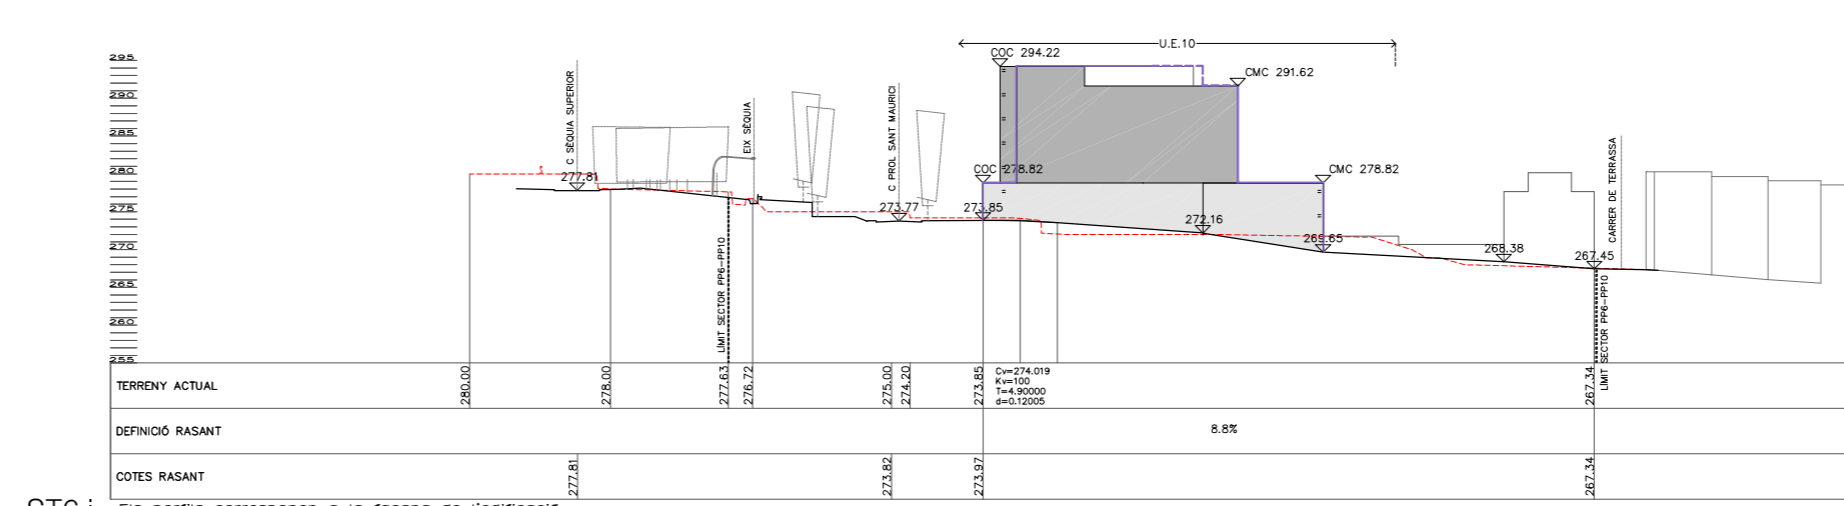 U.E.10
COC 294.22
CMC 291.62
295
290
285
280
275
270
265
260
255
C SÈQUIA SUPERIOR
277.81
LÍMIT SECTOR PP6-PP10
EIX SÈQUIA
C PROL SANT MAURICI
273.77
COC 278.82
273.85
CMC 278.82
272.16
269.65
268.38
267.45
CARRER DE TERRASSA
LÍMIT SECTOR PP6-PP10
TERRENY ACTUAL
280.00
278.00
277.63
276.72
275.00
274.20
273.85
Cv=274.019
Kv=100
T=4.90000
d=0.12005
267.34
DEFINICIÓ RASANT
8.8%
COTES RASANT
277.81
273.82
273.97
267.34